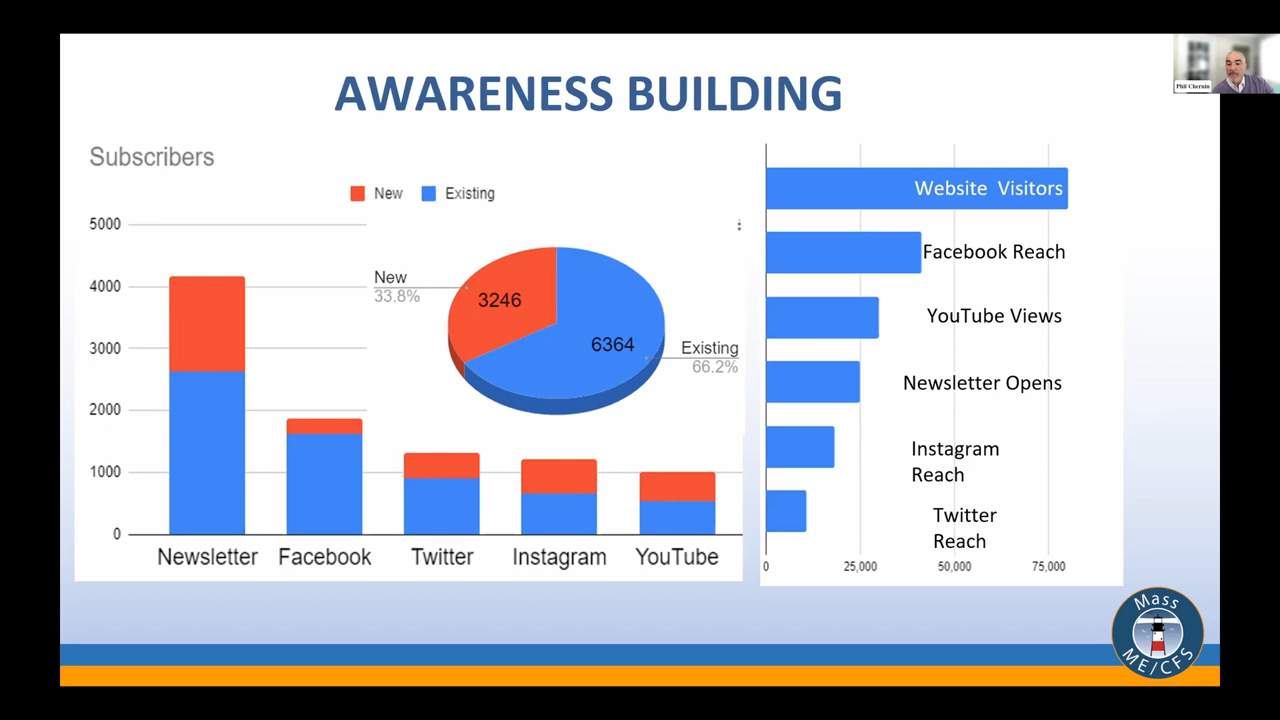 AWARENESS BUILDING
Phil Chernin
Subscribers
New Existing
5000
4000
3000
2000
1000
0
New
33.8%
3246
6364
Existing
66.2%
Newsletter Facebook Twitter Instagram YouTube
Website Visitors
Facebook Reach
YouTube Views
Newsletter Opens
Instagram
Reach
Twitter
Reach
0 25,000 50,000 75,000
Mass
ME/CFS